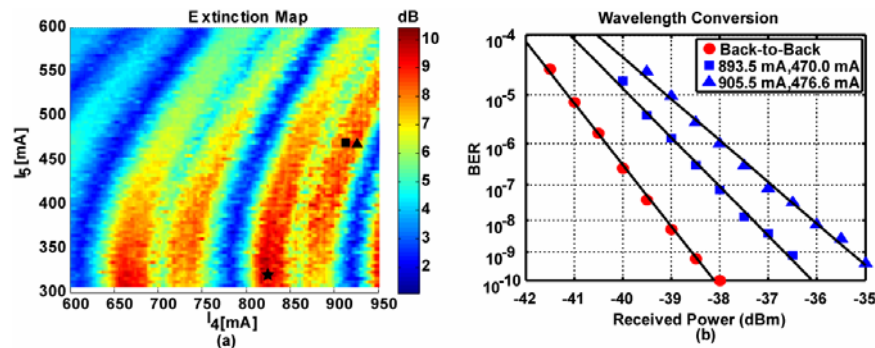 Extinction Map
dB
600
550
500
450
400
350
300
I5[mA]
600 650 700 750 800 850 900 950
I4[mA]
(a)
10
9
8
7
6
5
4
3
2
Wavelength Conversion
Back-to-Back
893.5 mA,470.0 mA
905.5 mA,476.6 mA
10-4
10-5
10-6
10-7
10-8
10-9
10-10
BER
-42 -41 -40 -39 -38 -37 -36 -35
Received Power (dBm)
(b)